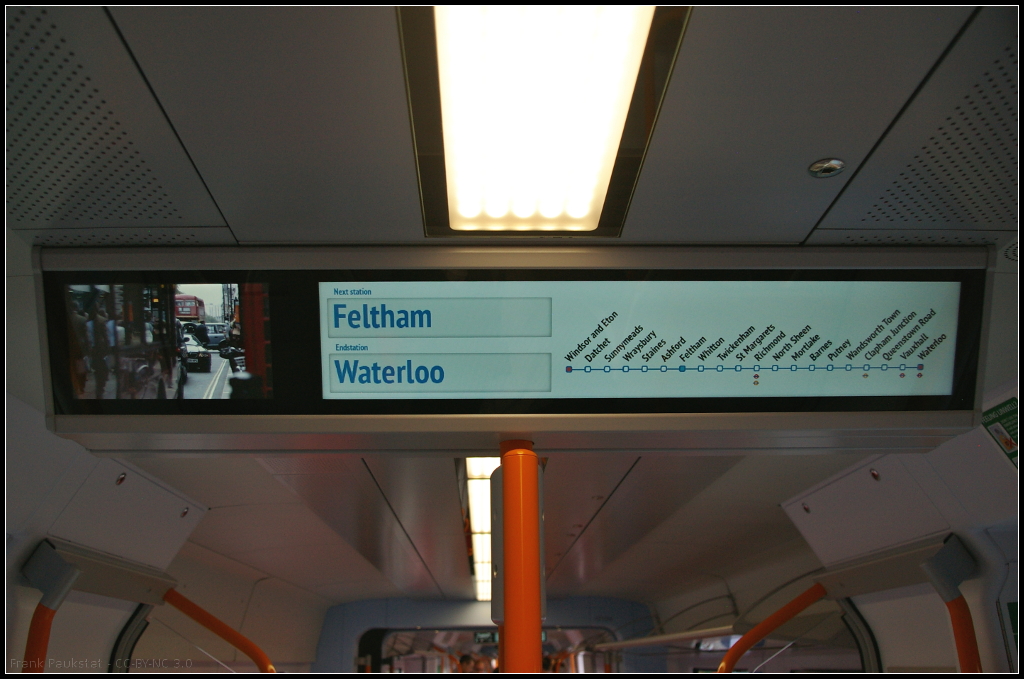 Next station
Feltham
Endstation
Waterloo
Windsor and Eton
Datchet
Sunnymeads
Wraysbury
Staines
Ashford
Feltham
Whitton
Twickenham
St Margarets
Richmond
North Sheen
Mortlake
Barnes
Putney
Wandsworth Town
Clapham Junction
Queenstown Road
Vauxhall
Waterloo
Frank Paukstat - CC-BY-NC 3.0